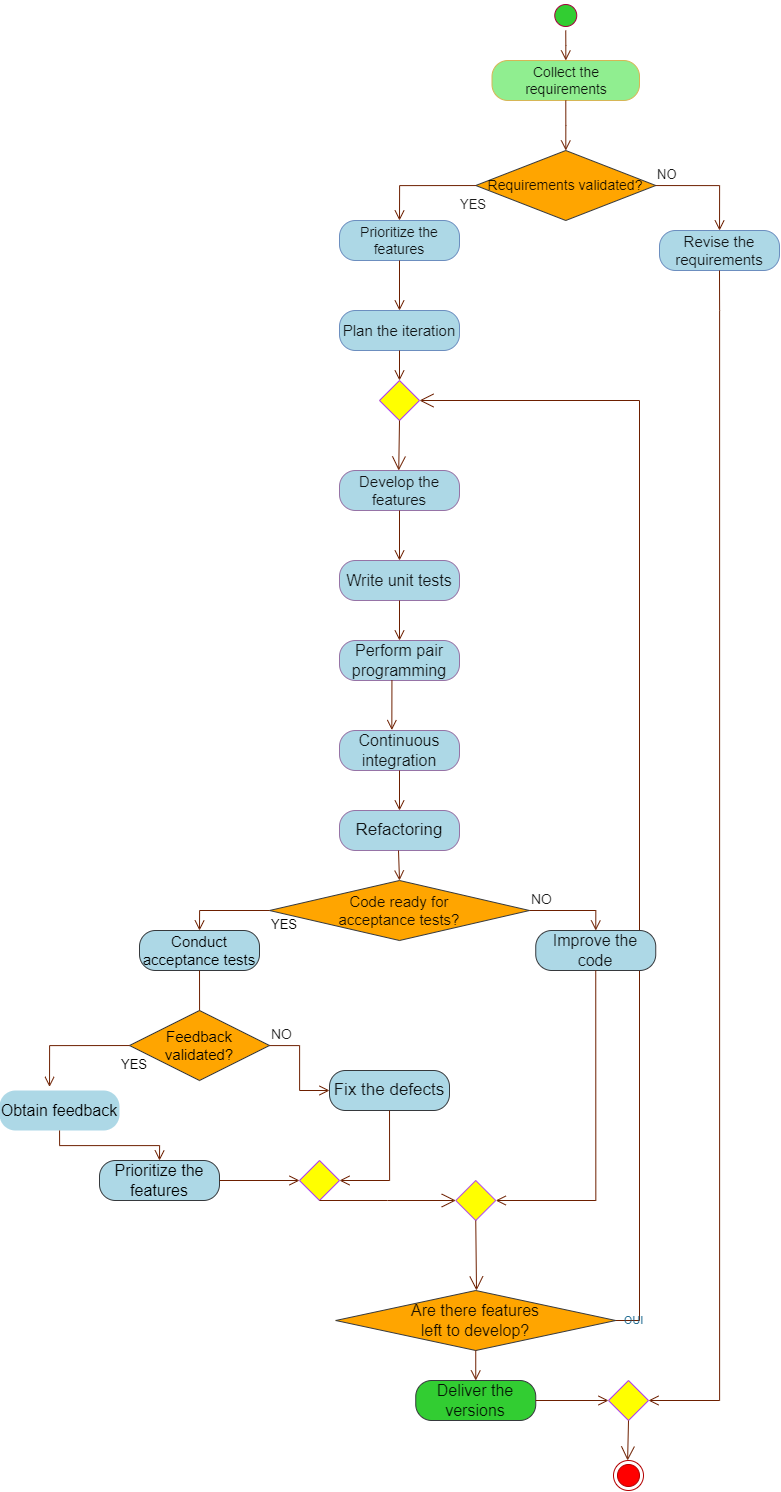 Collect the
requirements
Requirements validated?
NO
YES
Prioritize the
features
Revise the
requirements
Plan the iteration
Develop the
features
Write unit tests
Perform pair
programming
Continuous
integration
Refactoring
Code ready for
acceptance tests?
NO
YES
Conduct
acceptance tests
Improve the
code
Feedback
validated?
NO
YES
Fix the defects
Obtain feedback
Prioritize the
features
Are there features
left to develop?
OUI
Deliver the
versions